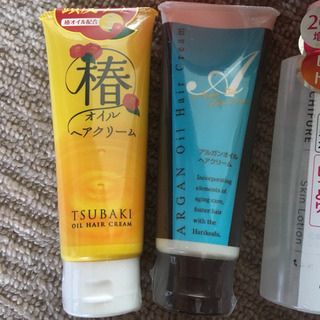 椿オイル配合
椿
オイル
ヘアクリーム
TSUBAKI
OIL HAIR CREAM
ARGAN Oil Hair Cream
A
アルガンオイル
ヘアクリーム
Incorporating
elements of
aging care,
foster hair
with the
CHIFURE
Skin Lotion